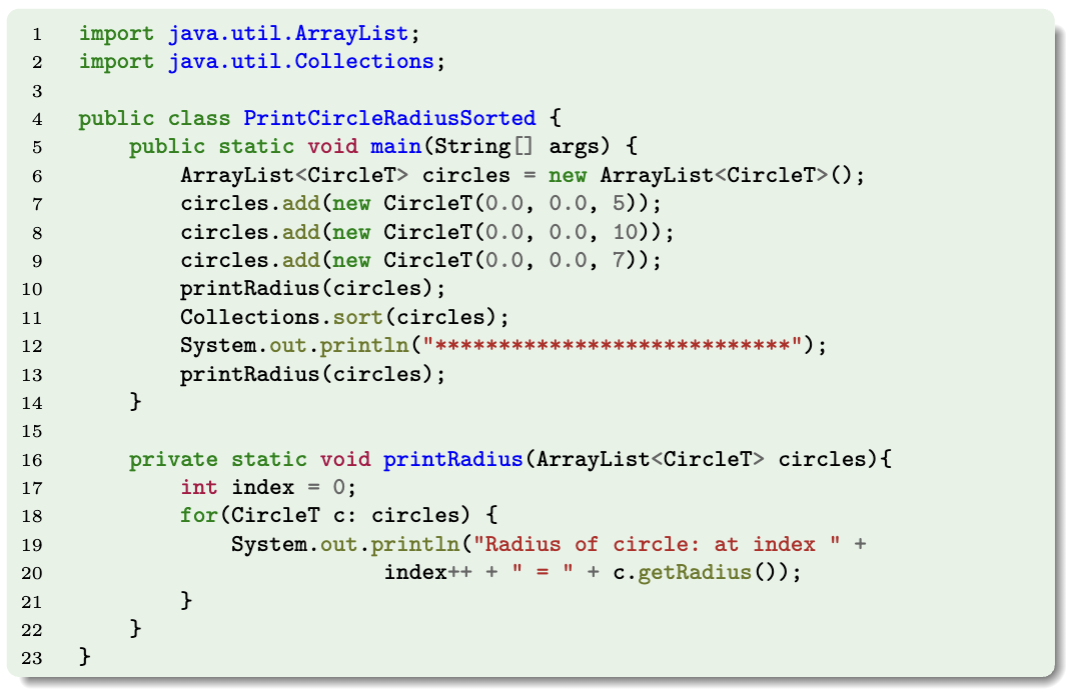 1 import java.util.ArrayList;
2 import java.util.Collections;
3
4 public class PrintCircleRadiusSorted {
5     public static void main(String[] args) {
6         ArrayList<CircleT> circles = new ArrayList<CircleT>();
7         circles.add(new CircleT(0.0, 0.0, 5));
8         circles.add(new CircleT(0.0, 0.0, 10));
9         circles.add(new CircleT(0.0, 0.0, 7));
10         printRadius(circles);
11         Collections.sort(circles);
12         System.out.println("****************************");
13         printRadius(circles);
14     }
15
16     private static void printRadius(ArrayList<CircleT> circles){
17         int index = 0;
18         for(CircleT c: circles) {
19             System.out.println("Radius of circle: at index " +
20                         index++ + " = " + c.getRadius());
21         }
22     }
23 }